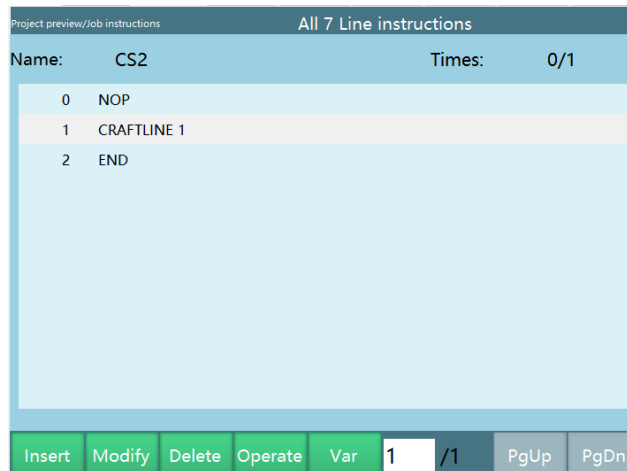 Project preview/Job instructions All 7 Line instructions
Name: CS2 Times: 0/1
0 NOP
1 CRAFTLINE 1
2 END
Insert Modify Delete Operate Var 1 /1 PgUp PgDn